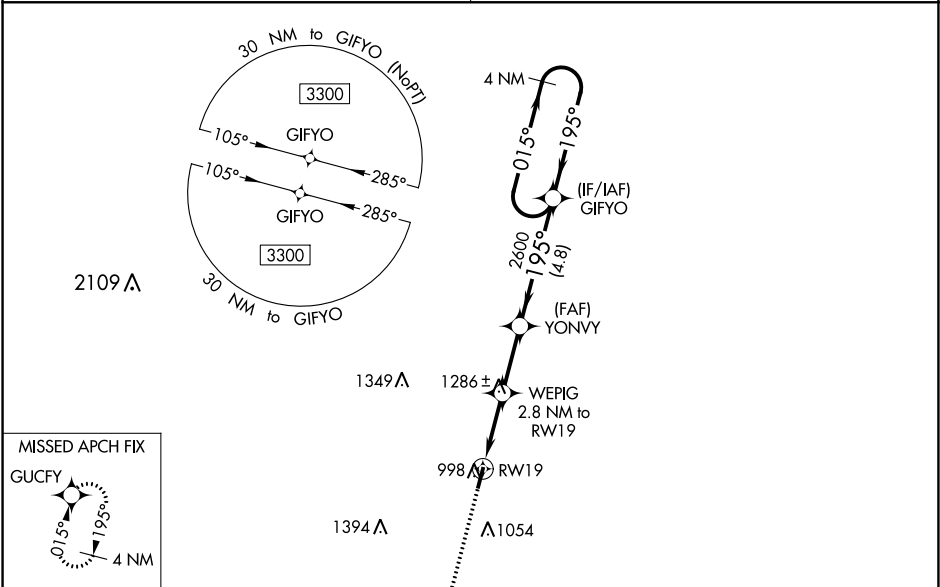 30 NM to GIFYO (NoPT)
3300
GIFYO
105°
285°
105°
285°
GIFYO
3300
30 NM to GIFYO
4 NM
015°
195°
(IF/IAF)
GIFYO
2600
195°
(4.8)
2109
(FAF)
YONVY
1349
1286 ±
WEPIG
2.8 NM to
RW19
998
RW19
1394
1054
MISSED APCH FIX
GUCFY
015°
195°
4 NM